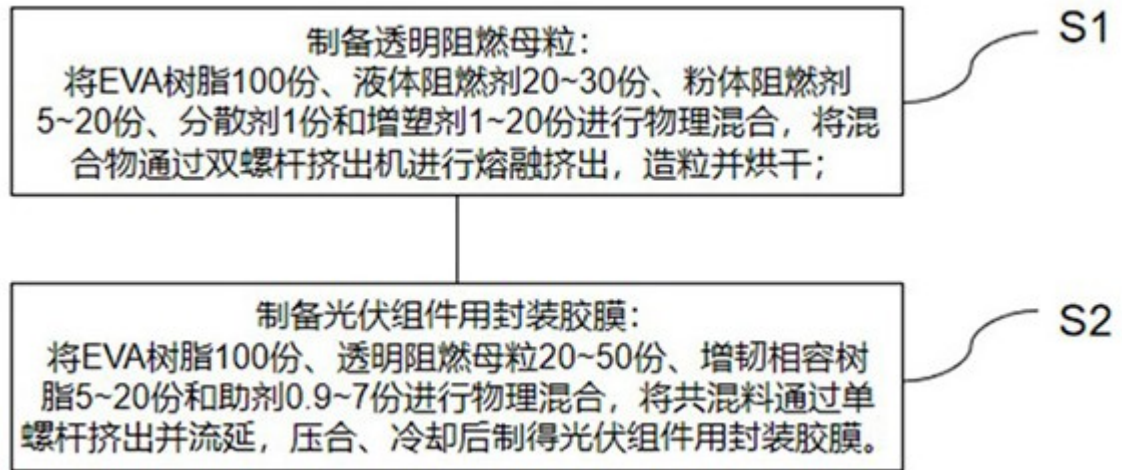 制备透明阻燃母粒：
将EVA树脂100份、液体阻燃剂20~30份、粉体阻燃剂
5~20份、分散剂1份和增塑剂1~20份进行物理混合，将混
合物通过双螺杆挤出机进行熔融挤出，造粒并烘干；
S1
制备光伏组件用封装胶膜：
将EVA树脂100份、透明阻燃母粒20~50份、增韧相容树
脂5~20份和助剂0.9~7份进行物理混合，将共混料通过单
螺杆挤出并流延，压合、冷却后制得光伏组件用封装胶膜。
S2